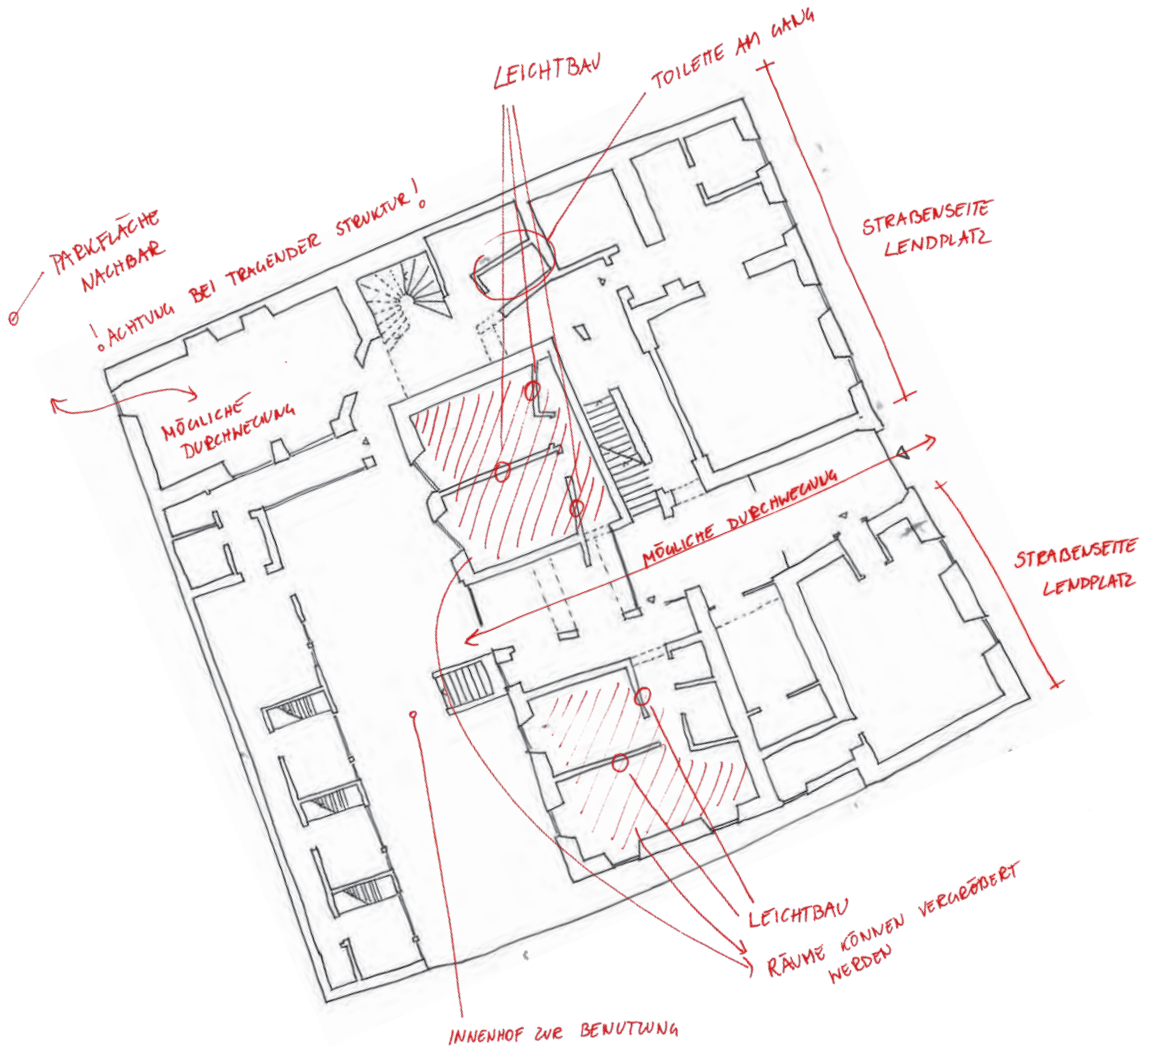 LEICHTBAU
TOILETTE AM GANG
STRAßENSEITE
LENDPLATZ
PARKFLÄCHE
NACHBAR
! ACHTUNG BEI TRAGENDER STRUKTUR!
MÖGLICHE
DURCHWEGUNG
MÖGLICHE DURCHWEGUNG
STRAßENSEITE
LENDPLATZ
LEICHTBAU
RÄUME KÖNNEN VERGRÖßERT
WERDEN
INNENHOF ZUR BENUTZUNG